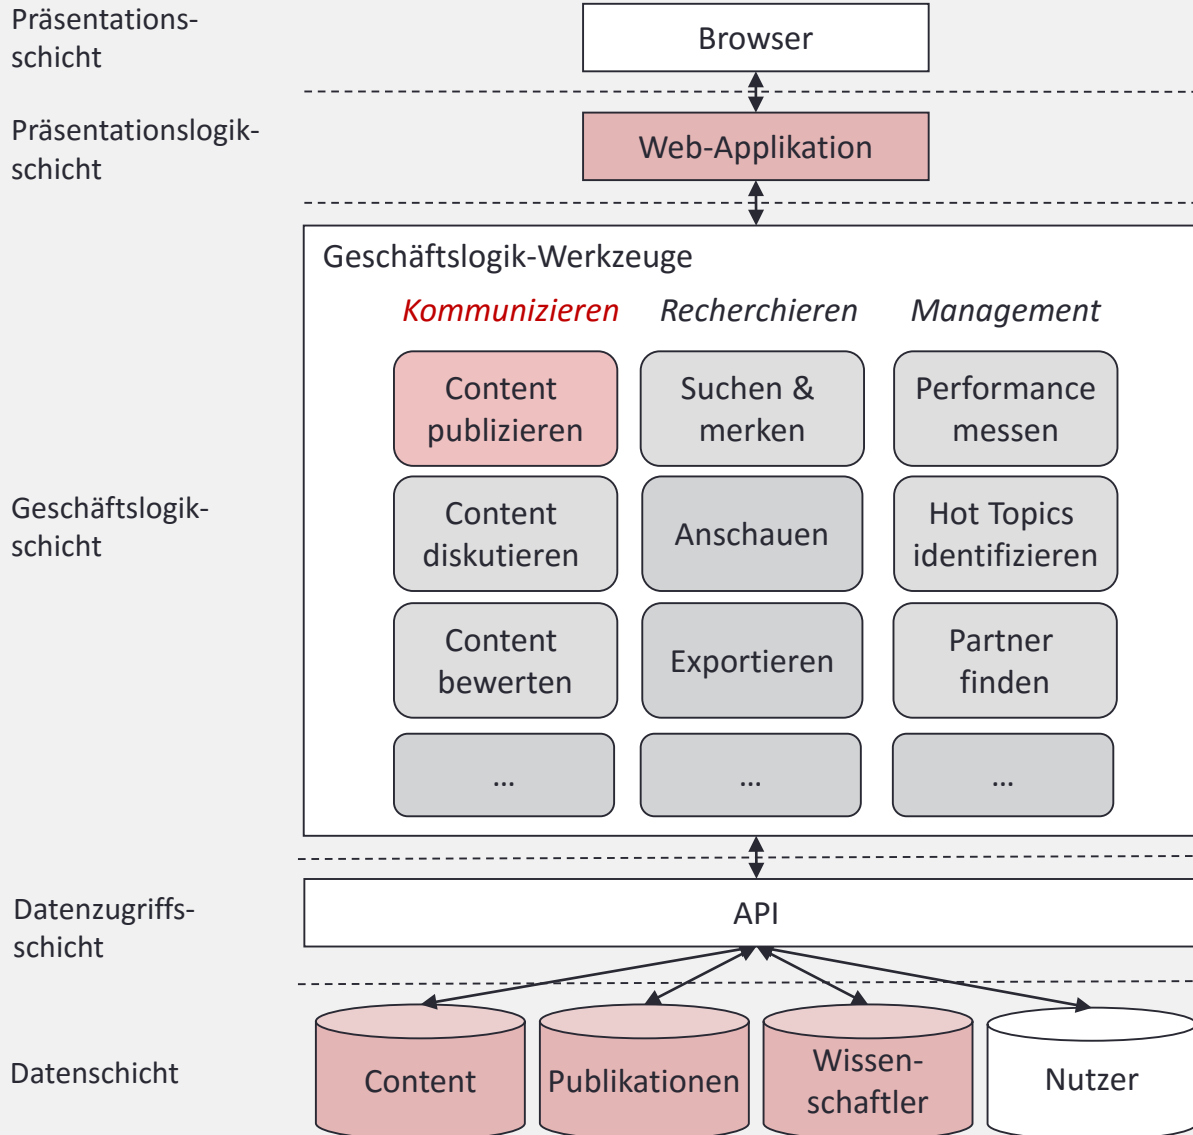 Präsentations-
schicht
Browser
Präsentationslogik-
schicht
Web-Applikation
Geschäftslogik-Werkzeuge
Kommunizieren
Recherchieren
Management
Content
publizieren
Suchen &
merken
Performance
messen
Geschäftslogik-
schicht
Content
diskutieren
Anschauen
Hot Topics
identifizieren
Content
bewerten
Exportieren
Partner
finden
...
...
...
Datenzugriffs-
schicht
API
Datenschicht
Content
Publikationen
Wissen-
schaftler
Nutzer